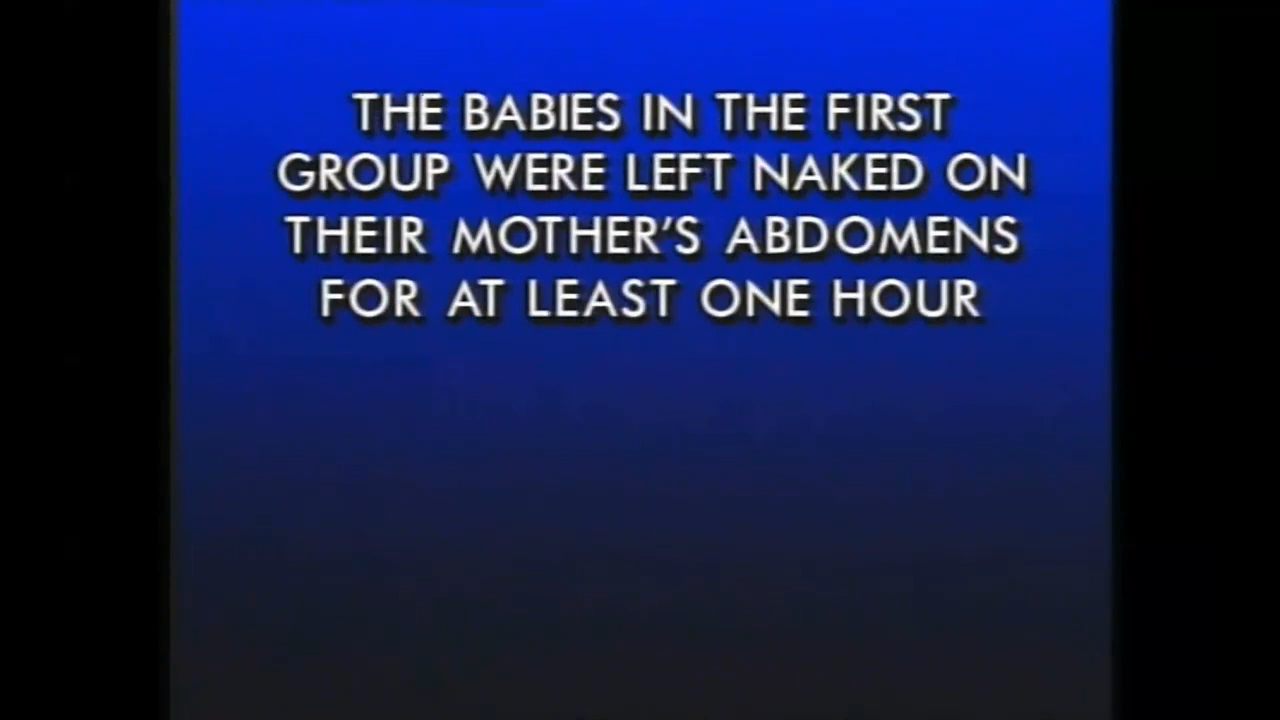 THE BABIES IN THE FIRST
GROUP WERE LEFT NAKED ON
THEIR MOTHER'S ABDOMENS
FOR AT LEAST ONE HOUR